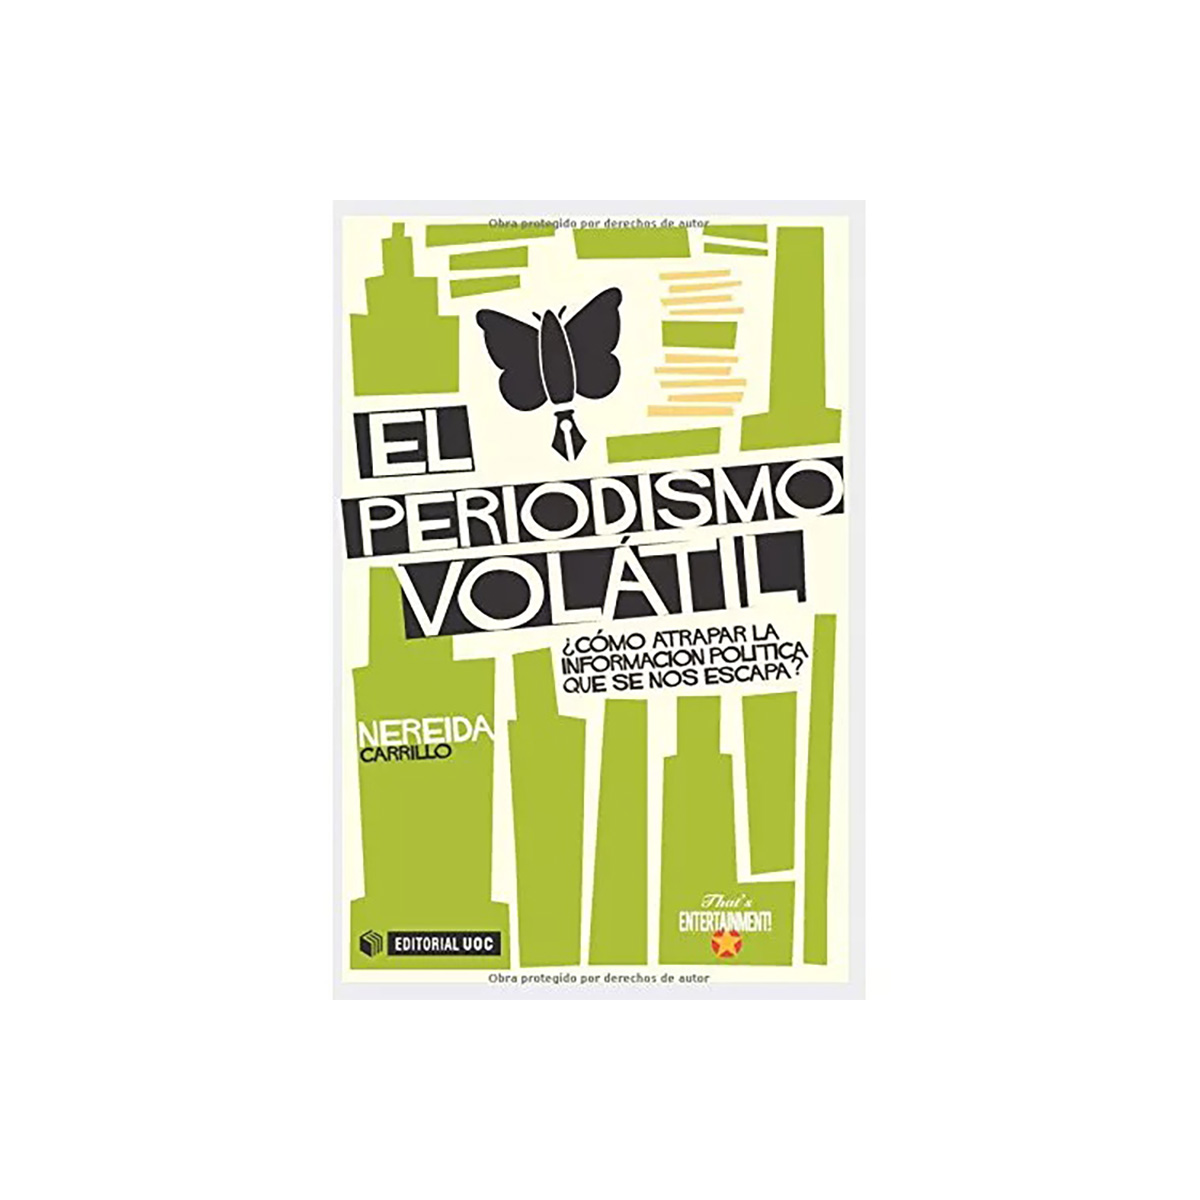 Obra protegido por derechos de autor
EL
PERIODISMO
VOLÁTIL
¿CÓMO ATRAPAR LA
INFORMACION POLITICA
QUE SE NOS ESCAPA?
NEREIDA
CARRILLO
That's
ENTERTAINMENT!
EDITORIAL UOC
Obra protegido por derechos de autor